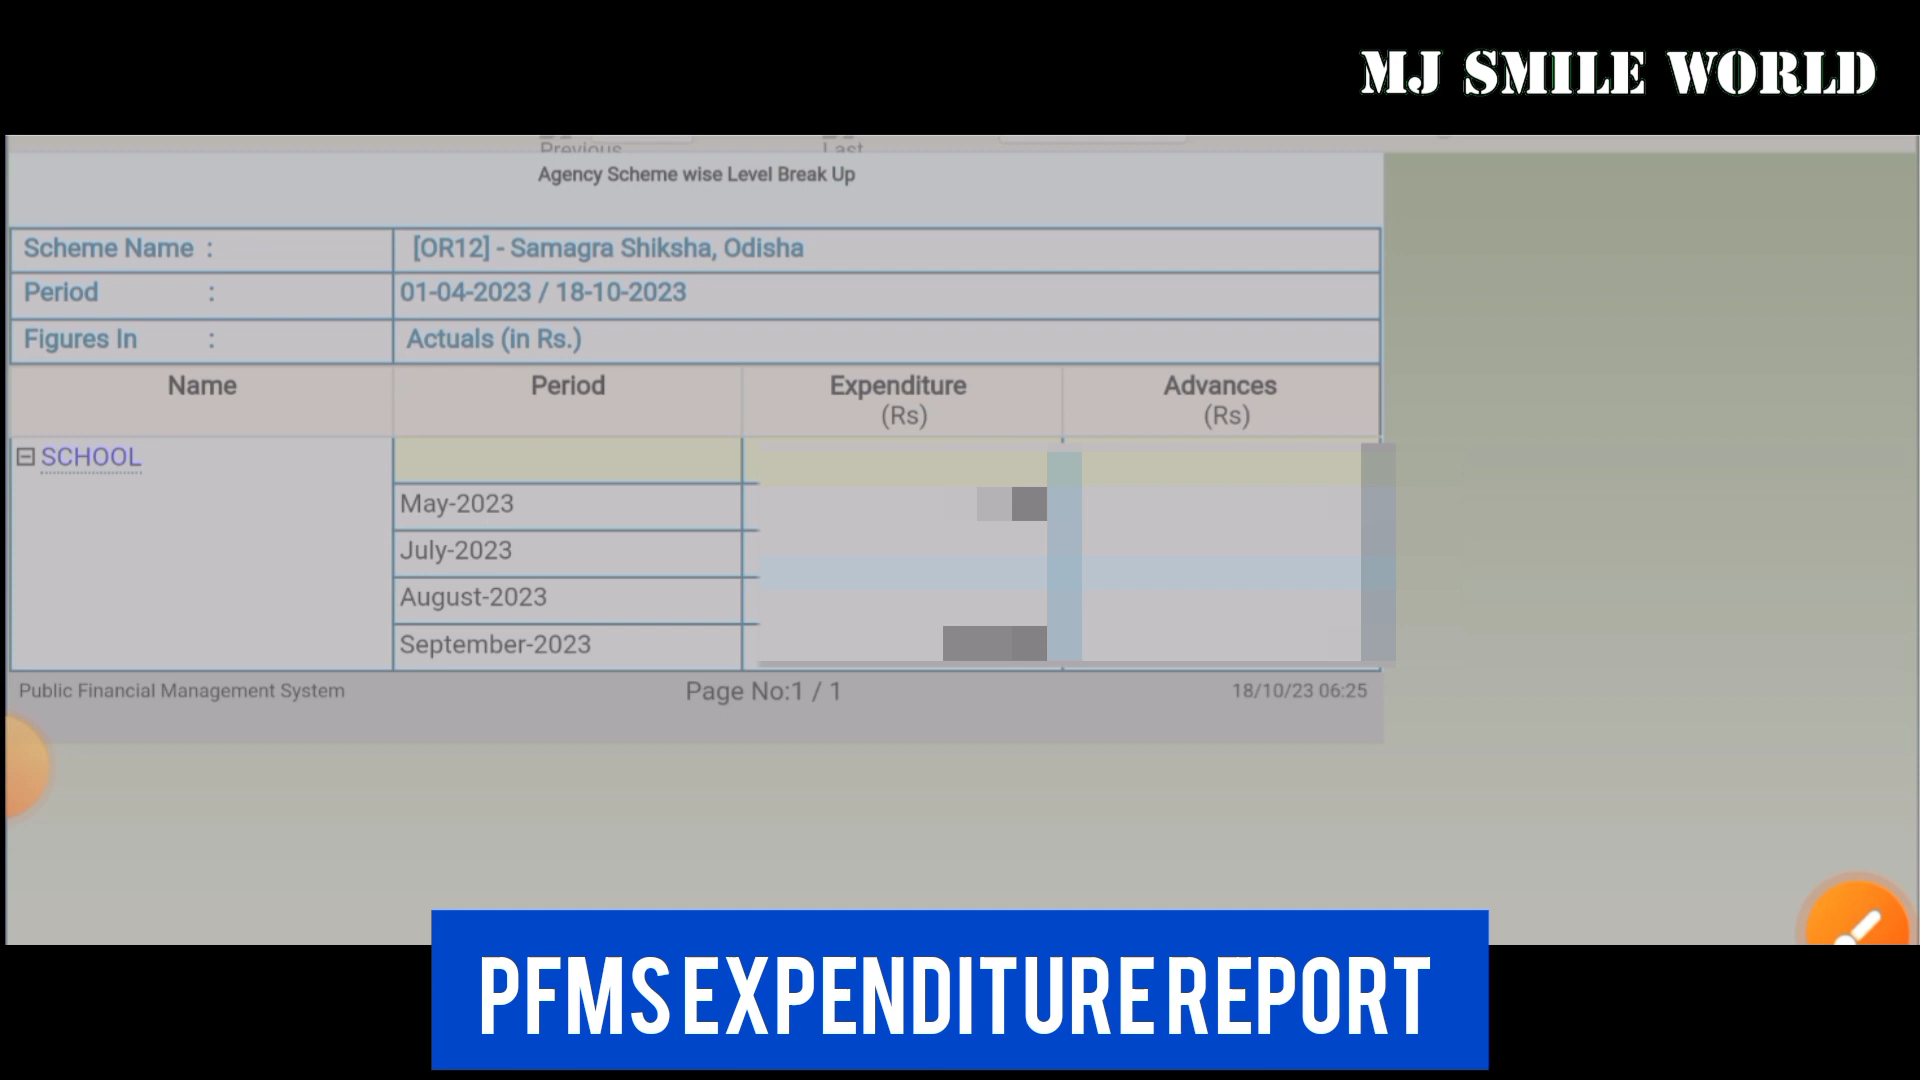 MJ SMILE WORLD
Previous Last
Agency Scheme wise Level Break Up
Scheme Name : [OR12] - Samagra Shiksha, Odisha
Period : 01-04-2023 / 18-10-2023
Figures In : Actuals (in Rs.)
Name Period Expenditure Advances
(Rs) (Rs)
SCHOOL
May-2023
July-2023
August-2023
September-2023
Public Financial Management System Page No:1 / 1 18/10/23 06:25
PFMS EXPENDITURE REPORT